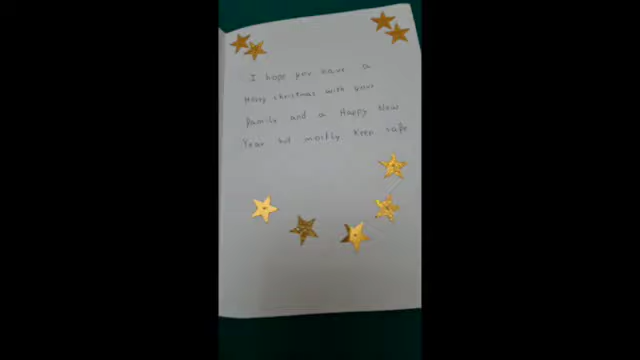 I hope you have a
Merry christmas with your
family and a Happy New
Year but mostly Keep safe